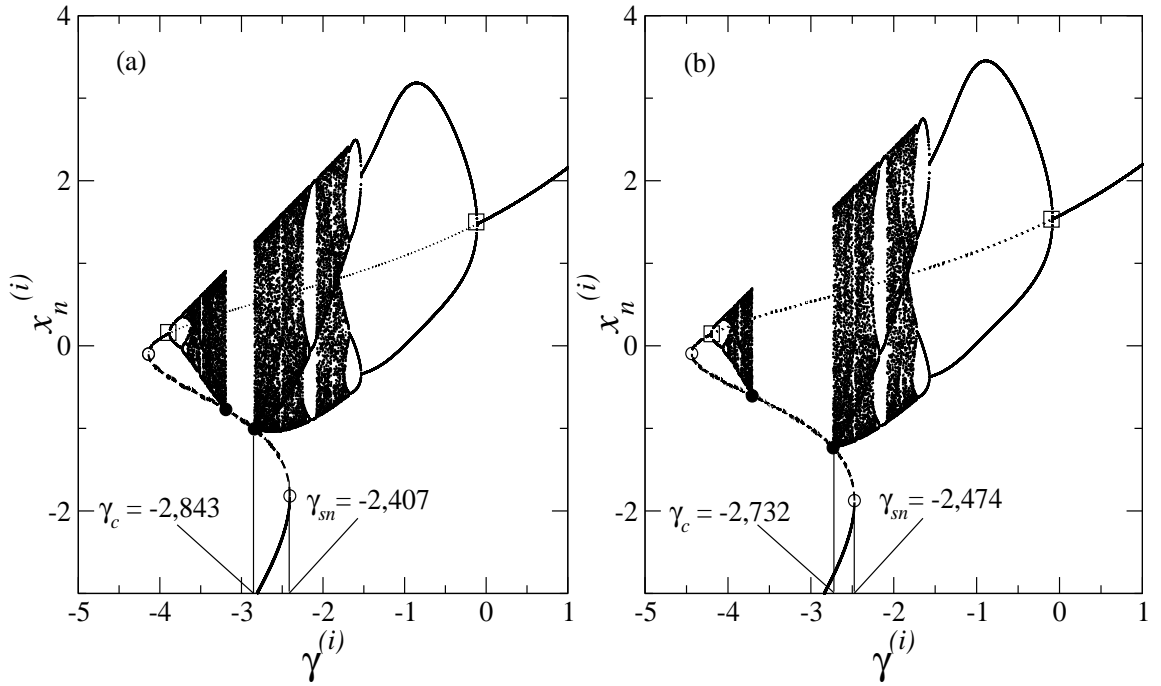 4
2
0
-2
x_n^(i)
(a)
γ_c = -2,843
γ_sn = -2,407
-5 -4 -3 -2 -1 0 1
γ^(i)
4
2
0
-2
x_n^(i)
(b)
γ_c = -2,732
γ_sn = -2,474
-5 -4 -3 -2 -1 0 1
γ^(i)